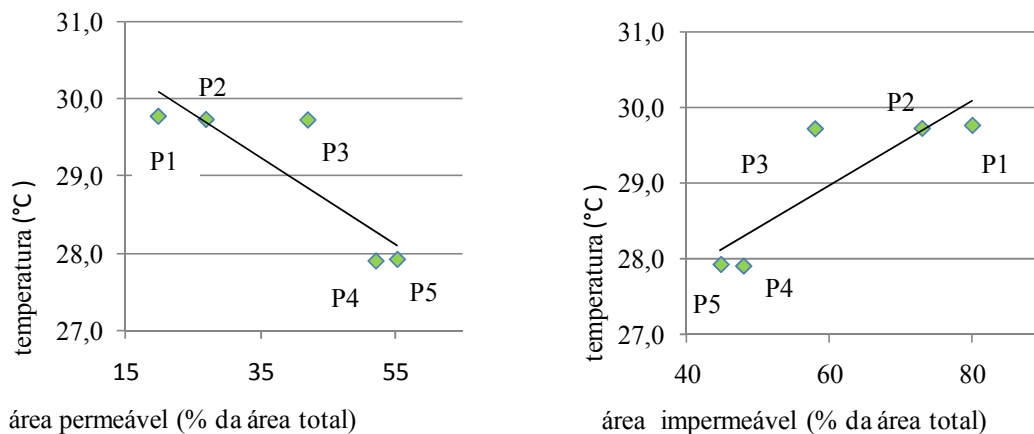 31,0
30,0
29,0
28,0
27,0
temperatura (°C)
P1
P2
P3
P4
P5
15
35
55
área permeável (% da área total)
31,0
30,0
29,0
28,0
27,0
temperatura (°C)
P2
P3
P1
P5
P4
40
60
80
área impermeável (% da área total)